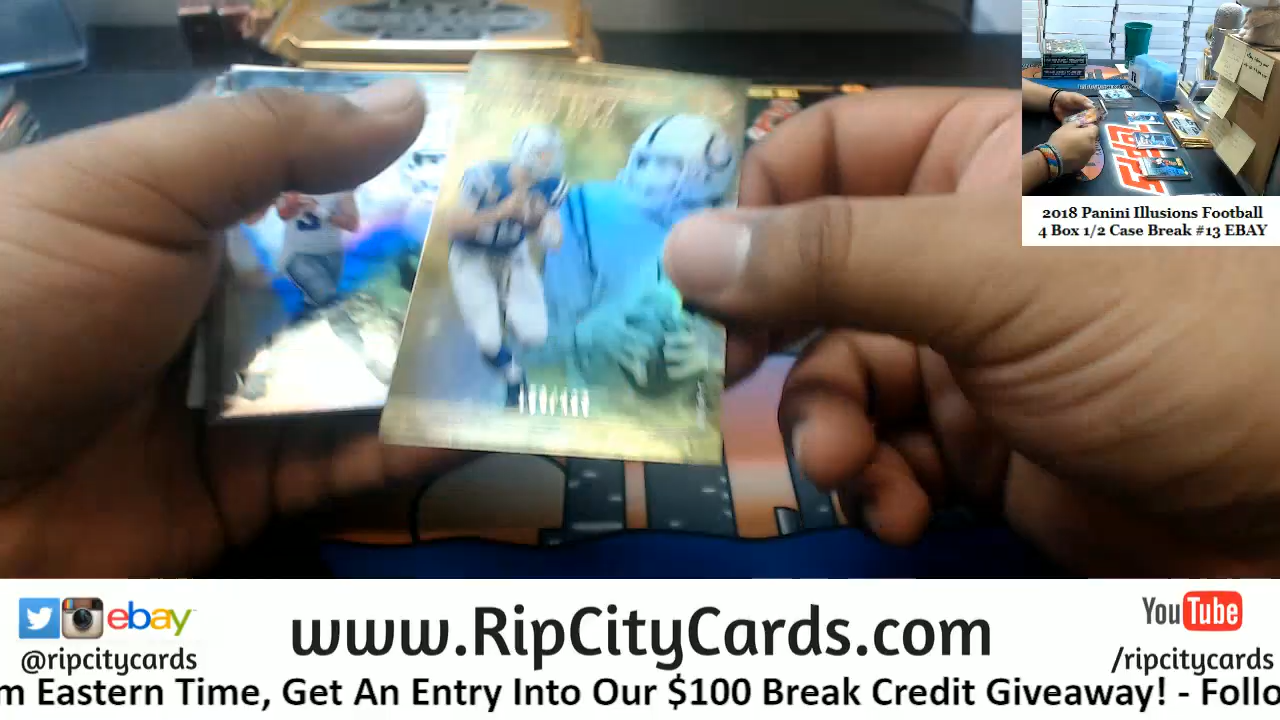 2018 Panini Illusions Football
4 Box 1/2 Case Break #13 EBAY
TOPPS
ebay
@ripcitycards
www.RipCityCards.com
YouTube
/ripcitycards
m Eastern Time, Get An Entry Into Our $100 Break Credit Giveaway! - Follo